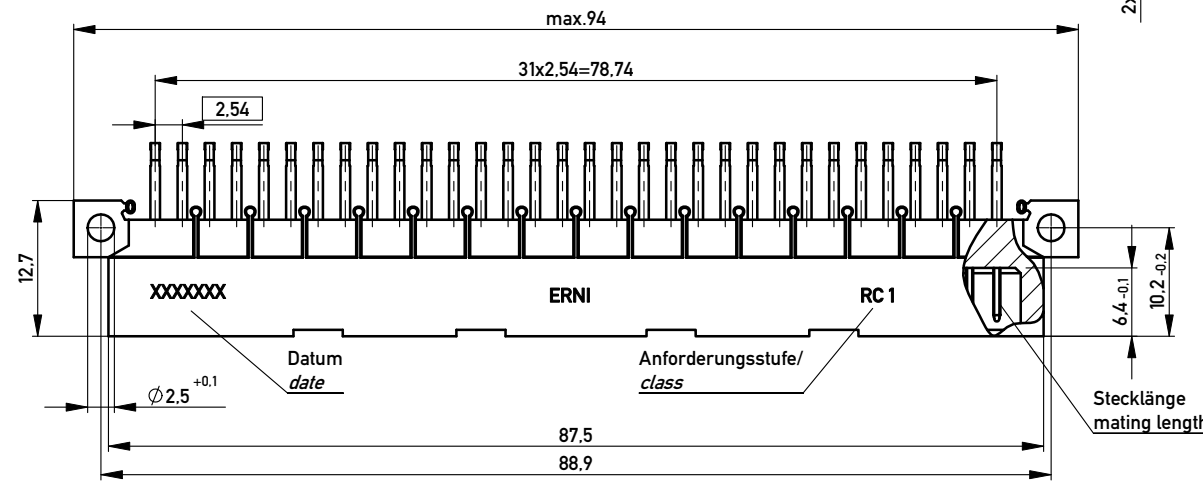 max.94
2x
31x2,54=78,74
2,54
12,7
XXXXXXX
ERNI
RC 1
6,4 -0,1
10,2 -0,2
Datum
date
Anforderungsstufe/
class
∅2,5 +0,1
Stecklänge
mating length
87,5
88,9